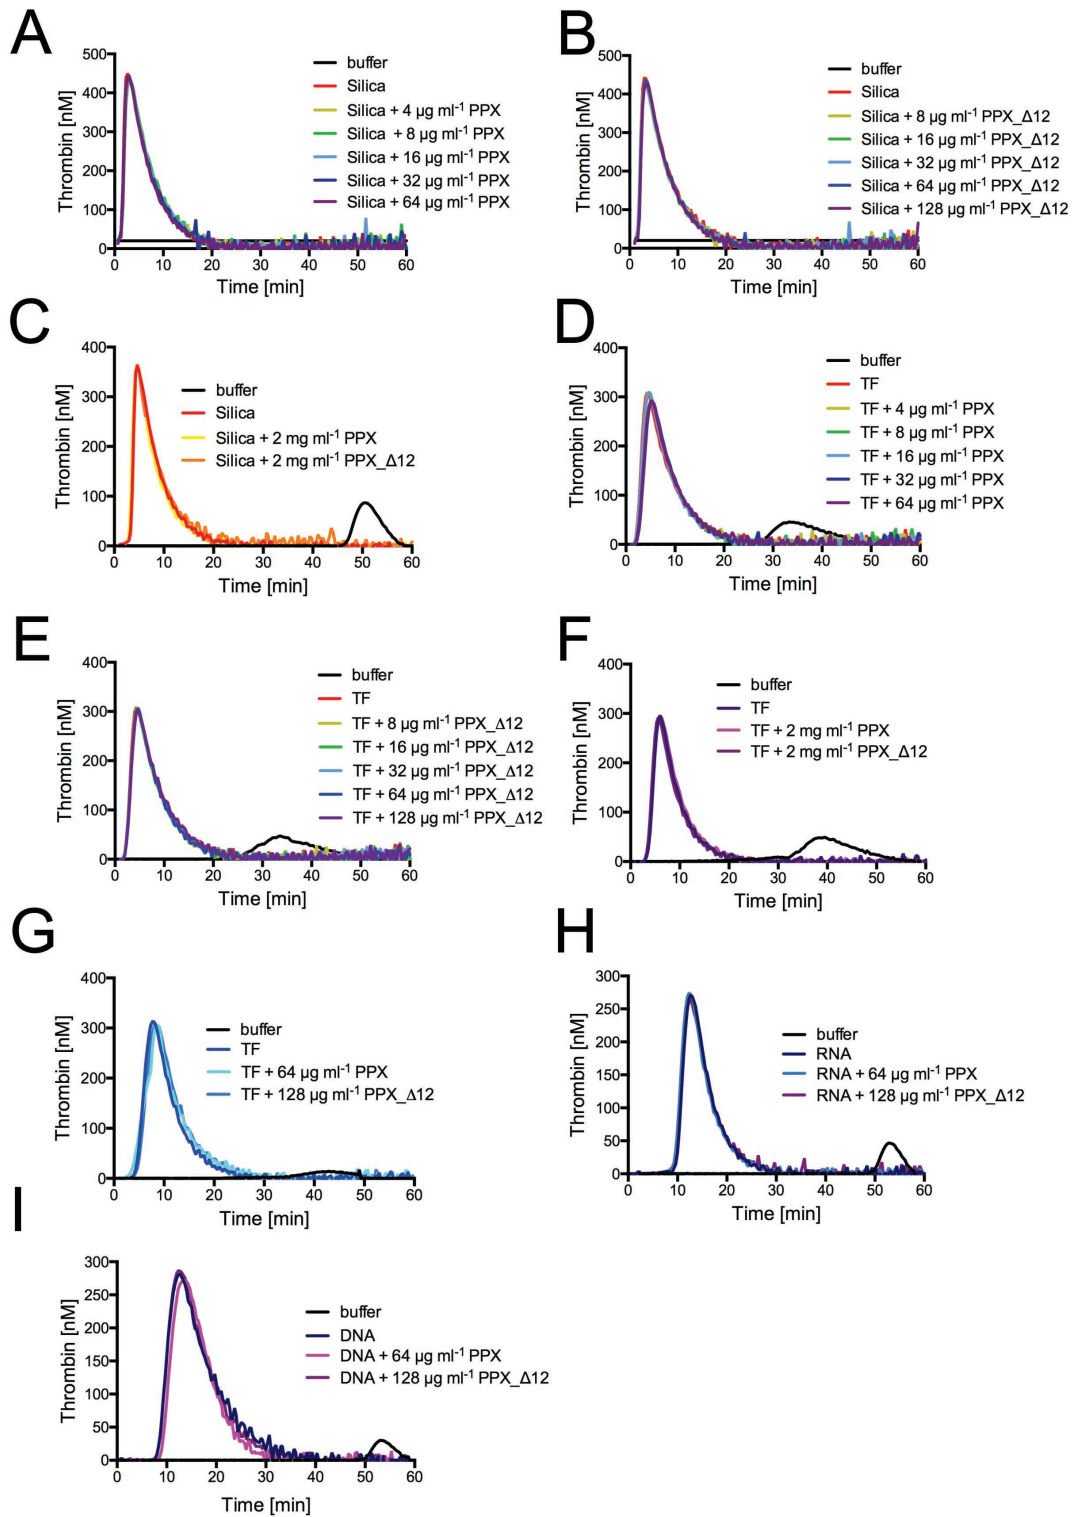 A
Thrombin [nM]
500
400
300
200
100
0
0 10 20 30 40 50 60
Time [min]
buffer
Silica
Silica + 4 µg ml-1 PPX
Silica + 8 µg ml-1 PPX
Silica + 16 µg ml-1 PPX
Silica + 32 µg ml-1 PPX
Silica + 64 µg ml-1 PPX
B
Thrombin [nM]
500
400
300
200
100
0
0 10 20 30 40 50 60
Time [min]
buffer
Silica
Silica + 8 µg ml-1 PPX_Δ12
Silica + 16 µg ml-1 PPX_Δ12
Silica + 32 µg ml-1 PPX_Δ12
Silica + 64 µg ml-1 PPX_Δ12
Silica + 128 µg ml-1 PPX_Δ12
C
Thrombin [nM]
400
300
200
100
0
0 10 20 30 40 50 60
Time [min]
buffer
Silica
Silica + 2 mg ml-1 PPX
Silica + 2 mg ml-1 PPX_Δ12
D
Thrombin [nM]
400
300
200
100
0
0 10 20 30 40 50 60
Time [min]
buffer
TF
TF + 4 µg ml-1 PPX
TF + 8 µg ml-1 PPX
TF + 16 µg ml-1 PPX
TF + 32 µg ml-1 PPX
TF + 64 µg ml-1 PPX
E
Thrombin [nM]
400
300
200
100
0
0 10 20 30 40 50 60
Time [min]
buffer
TF
TF + 8 µg ml-1 PPX_Δ12
TF + 16 µg ml-1 PPX_Δ12
TF + 32 µg ml-1 PPX_Δ12
TF + 64 µg ml-1 PPX_Δ12
TF + 128 µg ml-1 PPX_Δ12
F
Thrombin [nM]
400
300
200
100
0
0 10 20 30 40 50 60
Time [min]
buffer
TF
TF + 2 mg ml-1 PPX
TF + 2 mg ml-1 PPX_Δ12
G
Thrombin [nM]
400
300
200
100
0
0 10 20 30 40 50 60
Time [min]
buffer
TF
TF + 64 µg ml-1 PPX
TF + 128 µg ml-1 PPX_Δ12
H
Thrombin [nM]
300
250
200
150
100
50
0
0 10 20 30 40 50 60
Time [min]
buffer
RNA
RNA + 64 µg ml-1 PPX
RNA + 128 µg ml-1 PPX_Δ12
I
Thrombin [nM]
300
250
200
150
100
50
0
0 10 20 30 40 50 60
Time [min]
buffer
DNA
DNA + 64 µg ml-1 PPX
DNA + 128 µg ml-1 PPX_Δ12